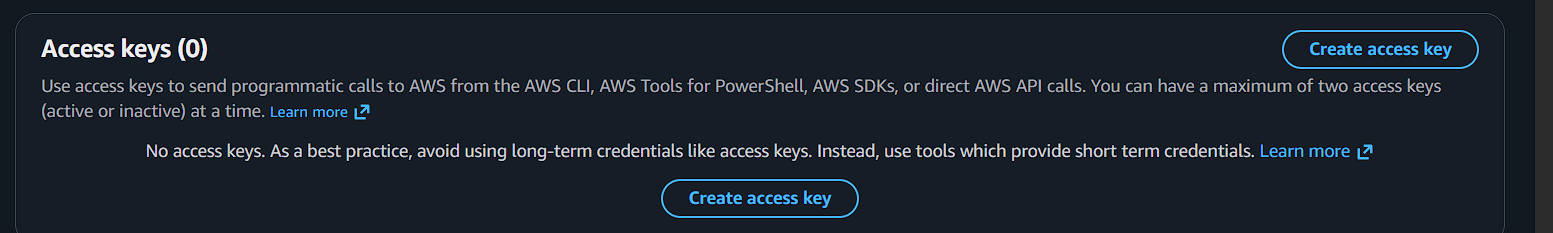 Access keys (0)
Create access key
Use access keys to send programmatic calls to AWS from the AWS CLI, AWS Tools for PowerShell, AWS SDKs, or direct AWS API calls. You can have a maximum of two access keys
(active or inactive) at a time. Learn more
No access keys. As a best practice, avoid using long-term credentials like access keys. Instead, use tools which provide short term credentials. Learn more
Create access key